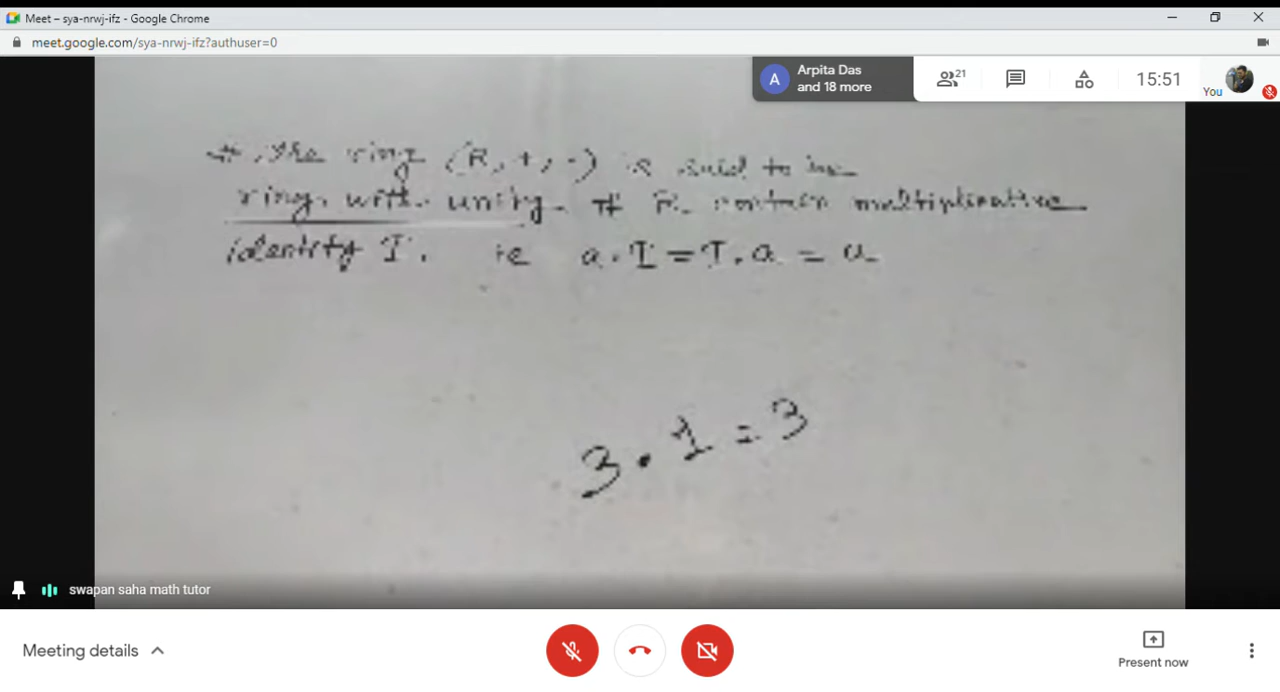 Meet – sya-nrwj-ifz - Google Chrome
meet.google.com/sya-nrwj-ifz?authuser=0
A
Arpita Das
and 18 more
21
15:51
You
# . The ring (R, +, ·) is said to be
ring with unity if R contain multiplicative
identity I. ie a · I = I . a = a
3 · 1 = 3
swapan saha math tutor
Meeting details
Present now